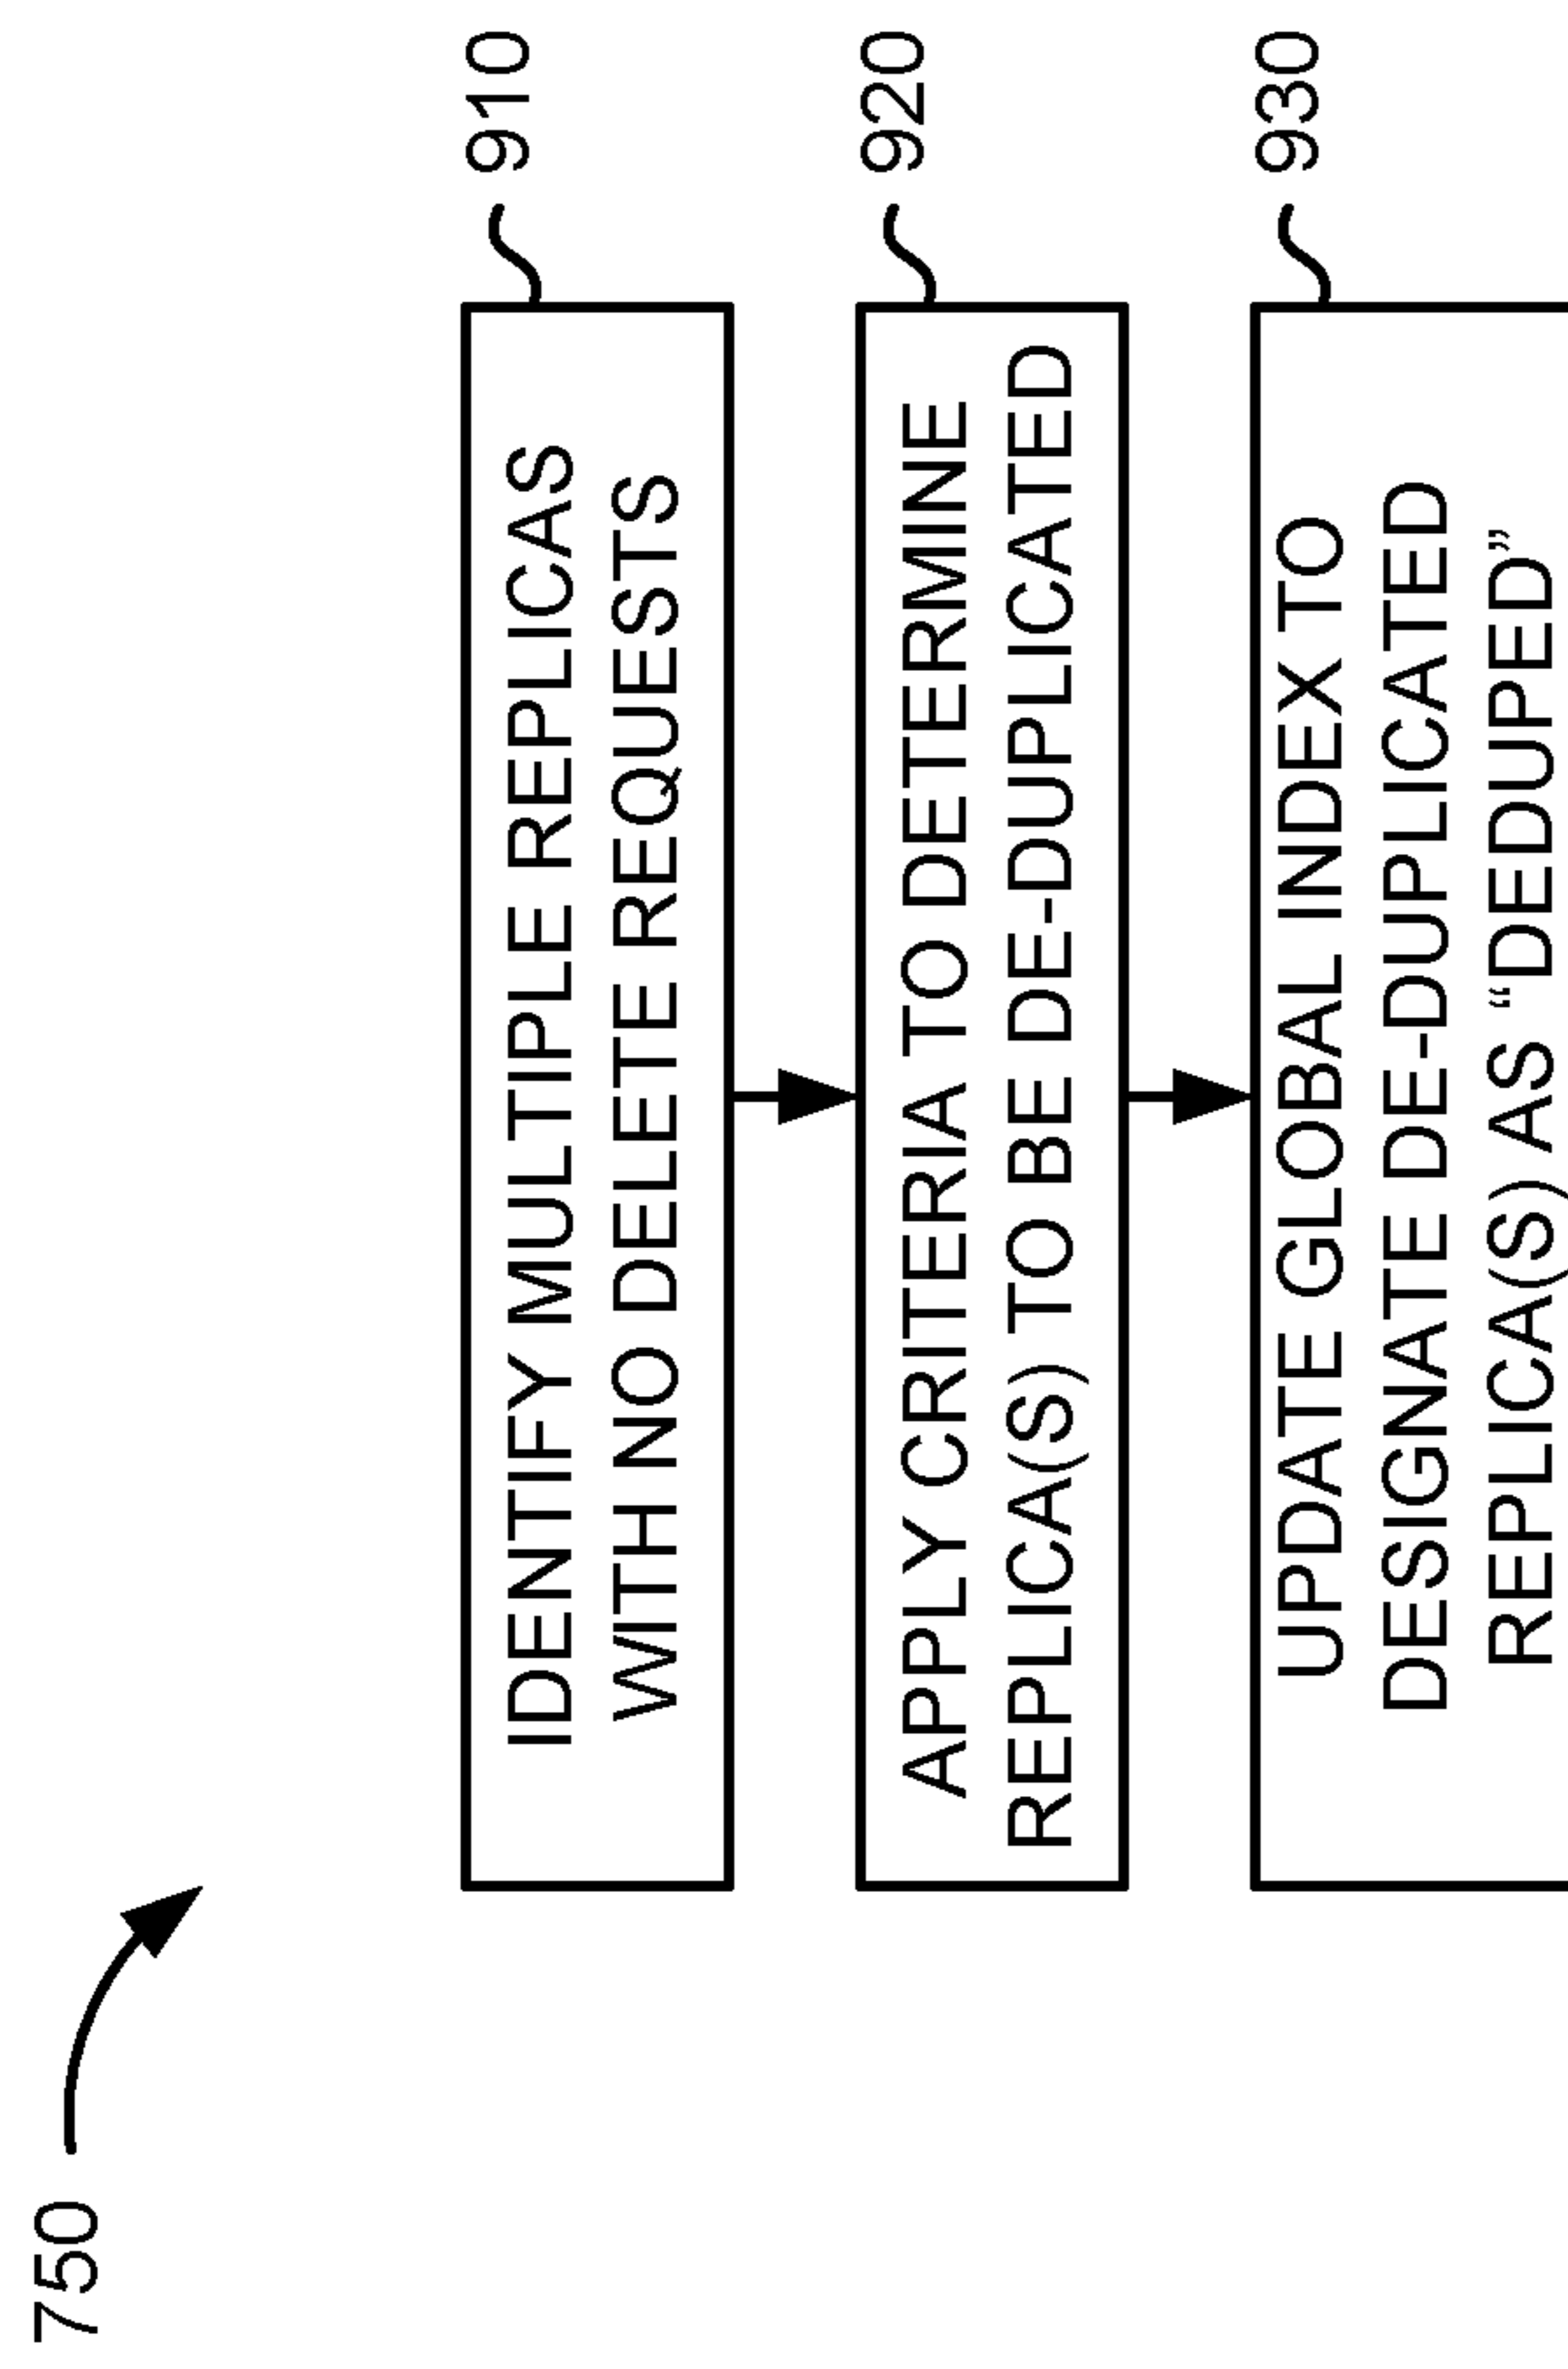 750
IDENTIFY MULTIPLE REPLICAS
WITH NO DELETE REQUESTS
910
APPLY CRITERIA TO DETERMINE
REPLICA(S) TO BE DE-DUPLICATED
920
UPDATE GLOBAL INDEX TO
DESIGNATE DE-DUPLICATED
REPLICA(S) AS “DEDUPED”
930